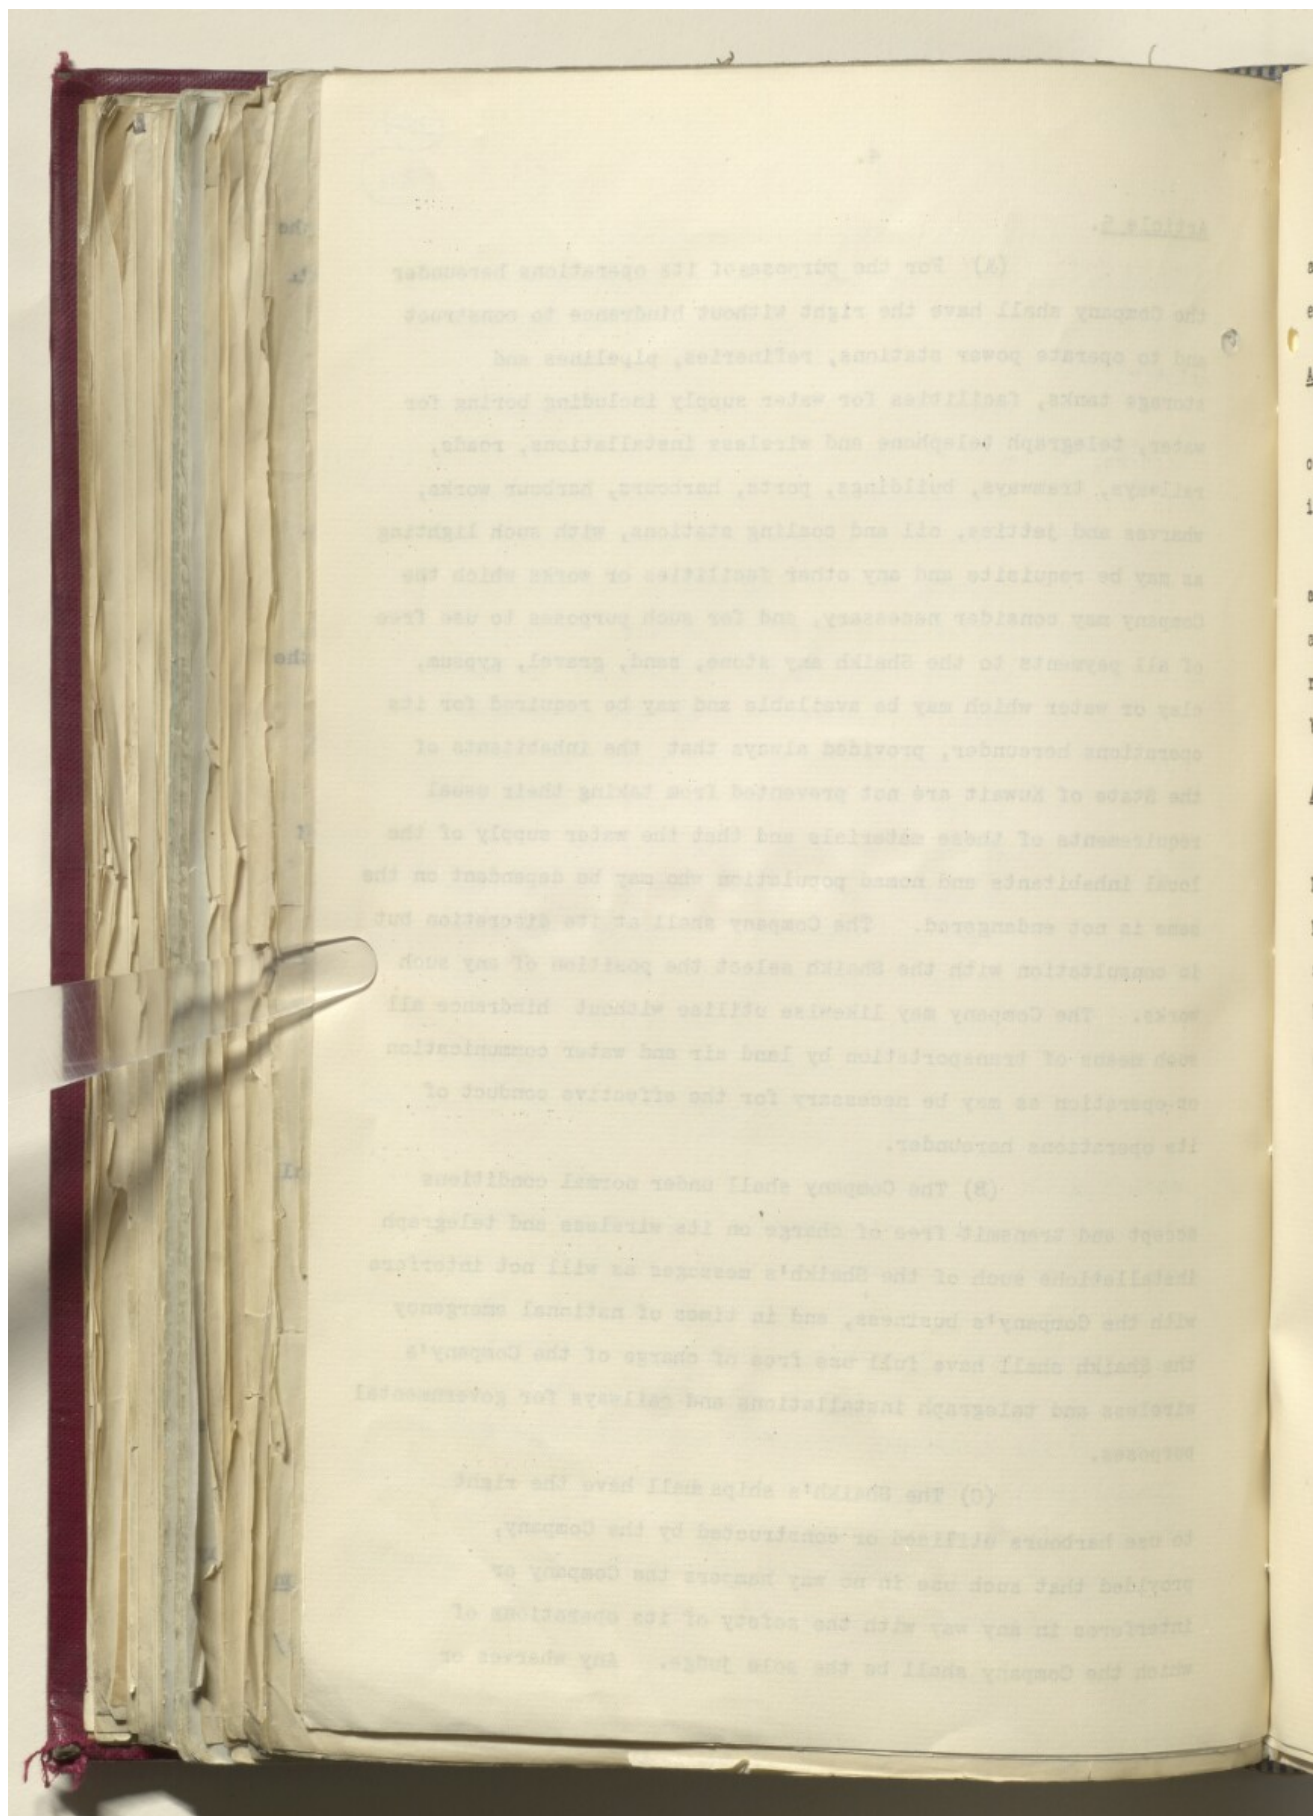 4.
Article 5.
(A) For the purposes of its operations hereunder
the Company shall have the right without hindrance to construct
and to operate power stations, refineries, pipelines and
storage tanks, facilities for water supply including boring for
water, telegraph telephone and wireless installations, roads,
railways, tramways, buildings, ports, harbours, harbour works,
wharves and jetties, oil and coaling stations, with such lighting
as may be requisite and any other facilities or works which the
Company may consider necessary, and for such purposes to use free
of all payments to the Shaikh any stone, sand, gravel, gypsum,
clay or water which may be available and may be required for its
operations hereunder, provided always that the inhabitants of
the State of Kuwait are not prevented from taking their usual
requirements of these materials and that the water supply of the
local inhabitants and nomad population who may be dependant on the
same is not endangered. The Company shall at its discretion but
in consultation with the Shaikh select the position of any such
works. The Company may likewise utilise without hindrance all
such means of transportation by land air and water communication
or operation as may be necessary for the effective conduct of
its operations hereunder.
(B) The Company shall under normal conditions
accept and transmit free of charge on its wireless and telegraph
installations such of the Shaikh's messages as will not interfere
with the Company's business, and in times of national emergency
the Shaikh shall have full use free of charge of the Company's
wireless and telegraph installations and railways for governmental
purposes.
(C) The Shaikh's ships shall have the right
to use harbours utilised or constructed by the Company,
provided that such use in no way hampers the Company or
interferes in any way with the safety of its operations of
which the Company shall be the sole judge. Any wharves or